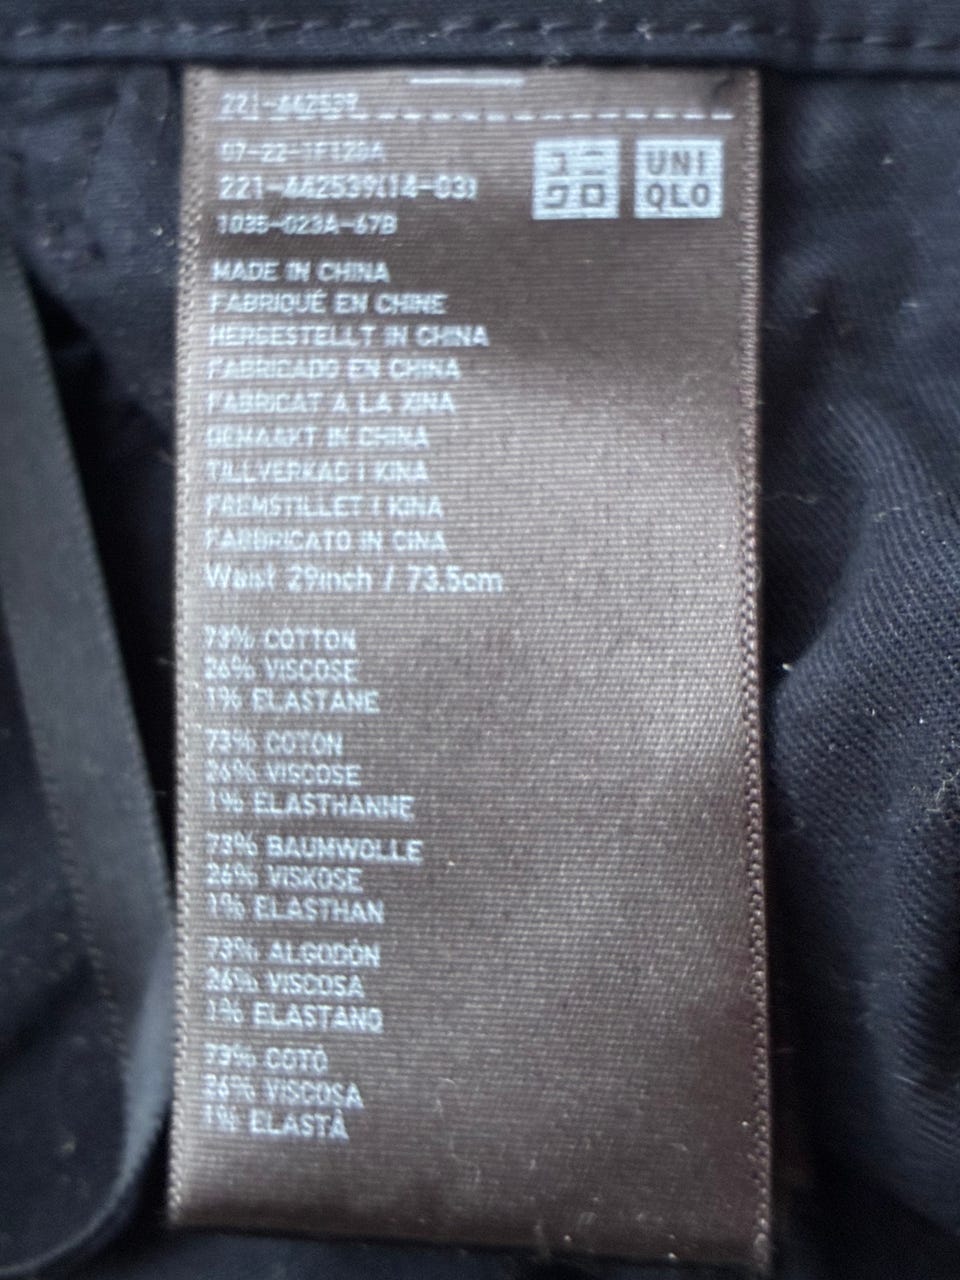 221-442539
221-442539(14-03)
1035-023A-67B
ユニ
クロ
UNI
QLO
MADE IN CHINA
FABRIQUÉ EN CHINE
HERGESTELLT IN CHINA
FABRICADO EN CHINA
FABRICAT A LA XINA
GEMAAKT IN CHINA
TILLVERKAD I KINA
FREMSTILLET I KINA
FABBRICATO IN CINA
Waist 29inch / 73.5cm
73% COTTON
26% VISCOSE
1% ELASTANE
73% COTON
26% VISCOSE
1% ELASTHANNE
73% BAUMWOLLE
26% VISKOSE
1% ELASTHAN
73% ALGODÓN
26% VISCOSA
1% ELASTANO
73% COTÓ
26% VISCOSA
1% ELASTÀ